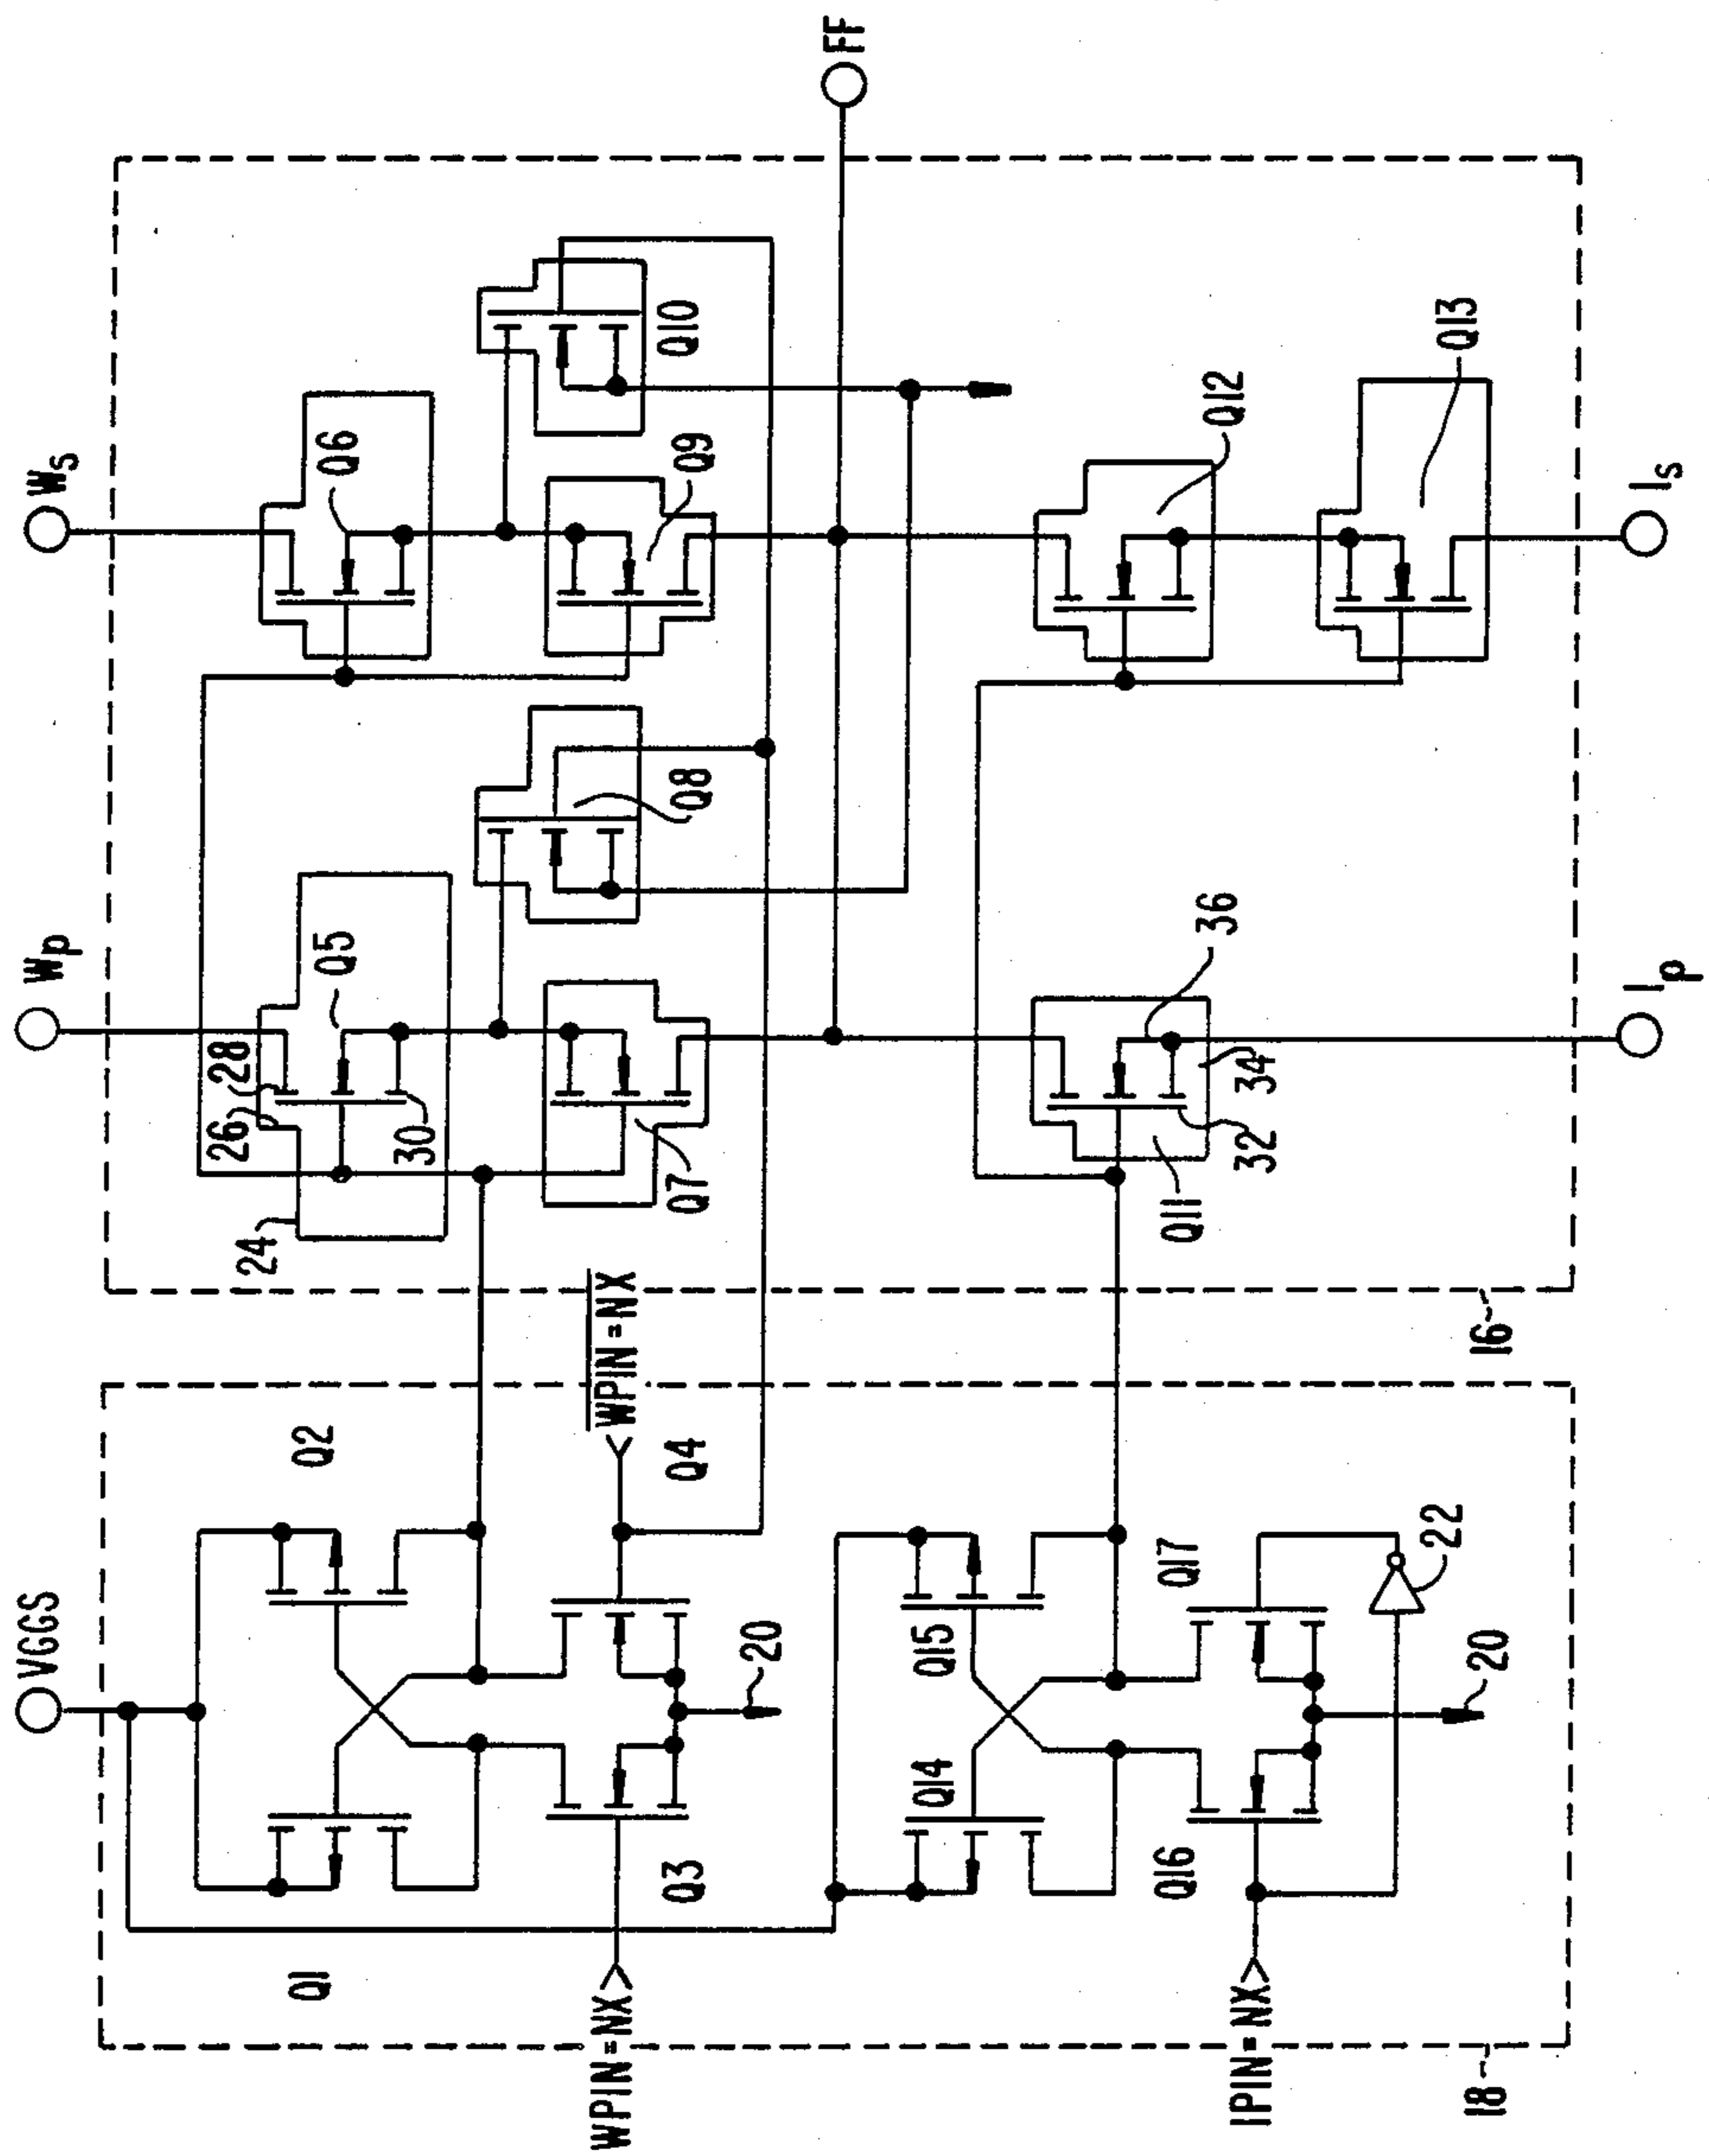 VGGS
Wp
Ws
FF
Q1
Q2
Q3
Q4
WPIN=NX
WPIN=NX
20
Q14
Q15
Q16
Q17
22
20
IPIN=NX
18
24
26
28
Q5
30
Q6
Q7
Q8
Q9
Q10
Q11
32
34
36
Q12
Q13
16
Ip
Is